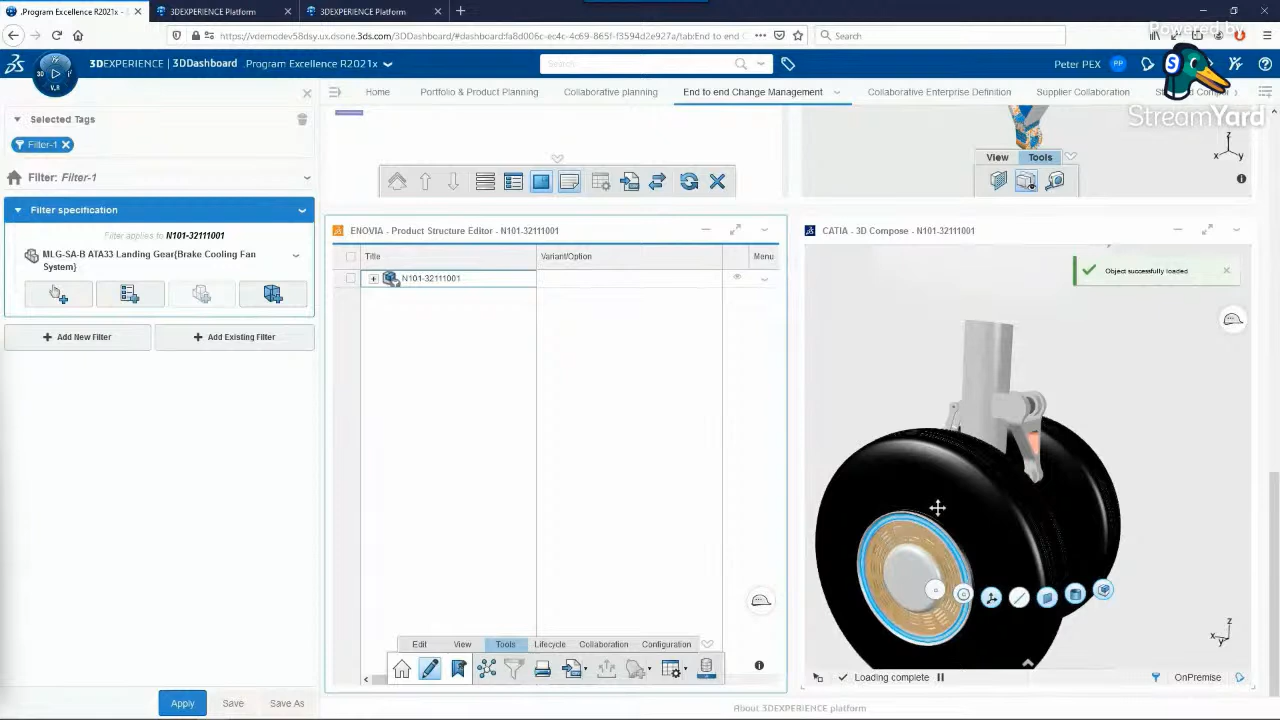 .Program Excellence R2021x -
3DEXPERIENCE Platform
3DEXPERIENCE Platform
Powered by
Search
3DEXPERIENCE | 3DDashboard .Program Excellence R2021x
Search...
Peter PEX PP
V.R
StreamYard
Home
Portfolio & Product Planning
Collaborative planning
End to end Change Management
Collaborative Enterprise Definition
Supplier Collaboration
Selected Tags
Filter-1
Filter: Filter-1
Filter specification
Filter applies to N101-32111001
MLG-SA-B ATA33 Landing Gear(Brake Cooling Fan
System)
Add New Filter
Add Existing Filter
View
Tools
z
x y
ENOVIA - Product Structure Editor - N101-32111001
Title
Variant/Option
Menu
N101-32111001
CATIA - 3D Compose - N101-32111001
Object successfully loaded
Edit
View
Tools
Lifecycle
Collaboration
Configuration
z
x y
Loading complete
OnPremise
Apply
Save
Save As
About 3DEXPERIENCE platform